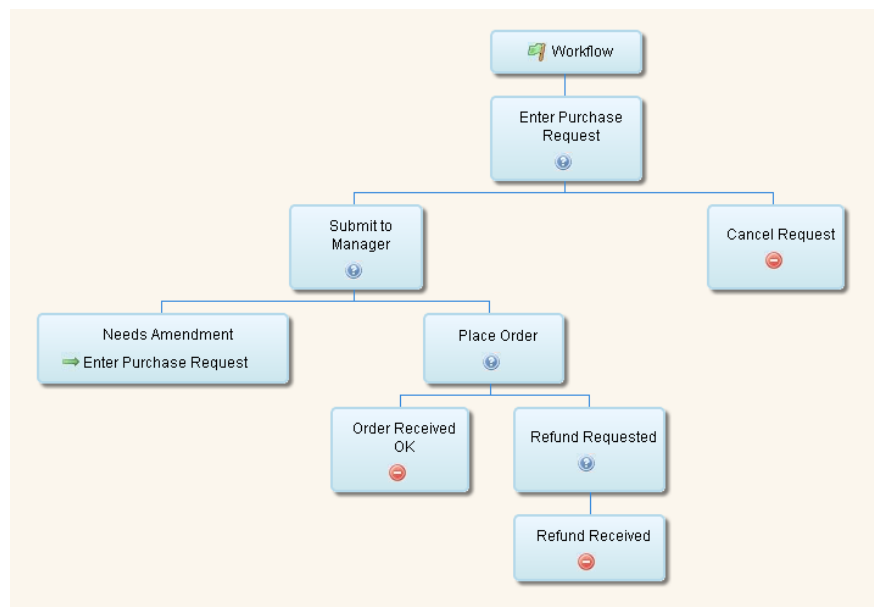 Workflow
Enter Purchase
Request
Submit to
Manager
Cancel Request
Needs Amendment
Enter Purchase Request
Place Order
Order Received
OK
Refund Requested
Refund Received